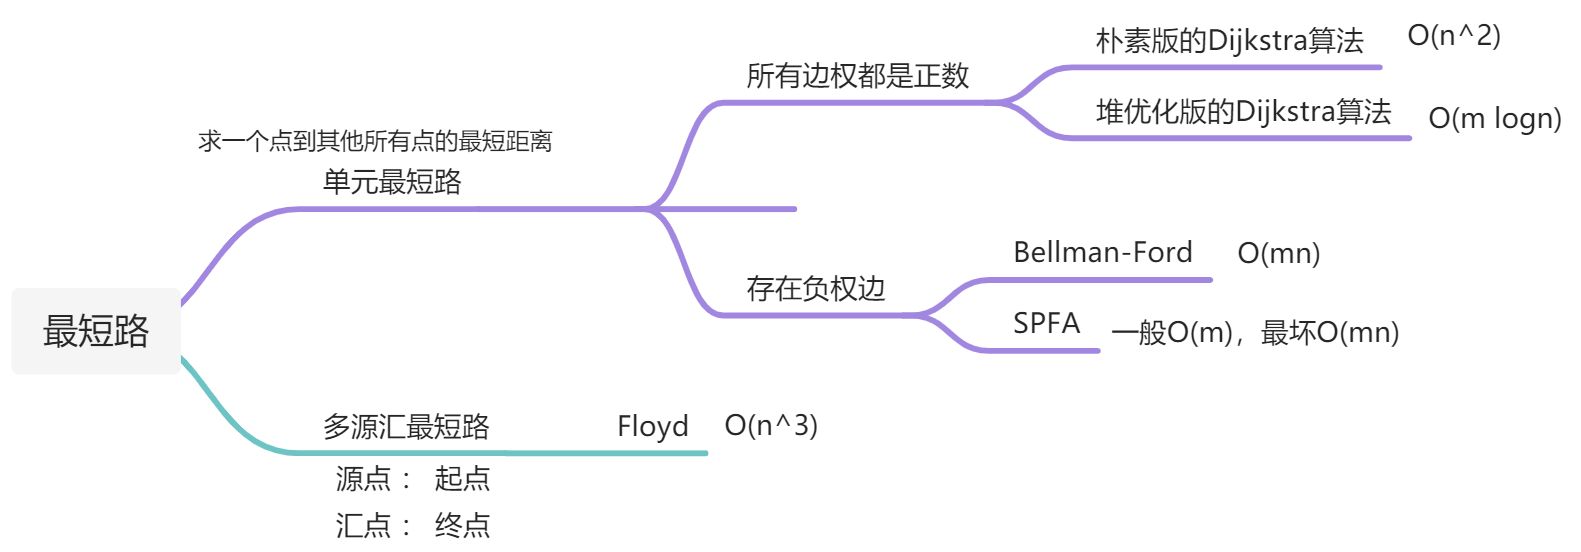 最短路
求一个点到其他所有点的最短距离
单元最短路
所有边权都是正数
朴素版的Dijkstra算法
O(n^2)
堆优化版的Dijkstra算法
O(m logn)
存在负权边
Bellman-Ford
O(mn)
SPFA
一般O(m)，最坏O(mn)
多源汇最短路
Floyd
O(n^3)
源点： 起点
汇点： 终点